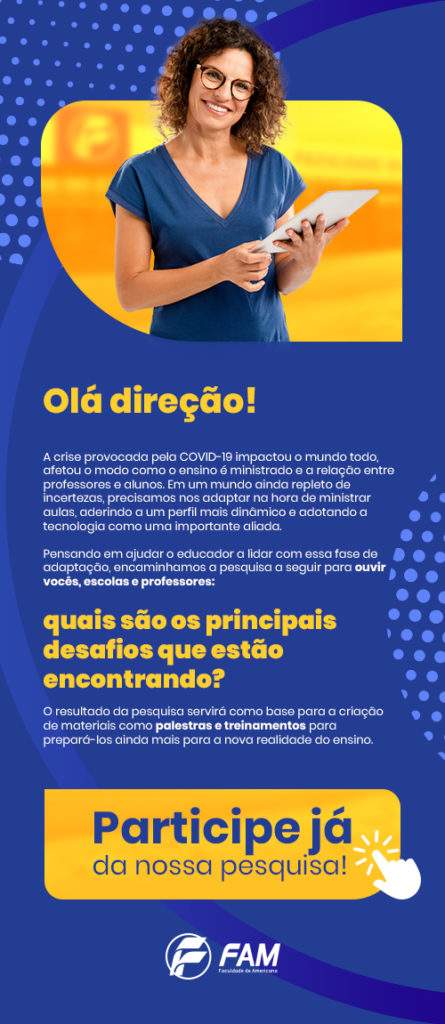 Olá direção!
A crise provocada pela COVID-19 impactou o mundo todo,
afetou o modo como o ensino é ministrado e a relação entre
professores e alunos. Em um mundo ainda repleto de
incertezas, precisamos nos adaptar na hora de ministrar
aulas, aderindo a um perfil mais dinâmico e adotando a
tecnologia como uma importante aliada.
Pensando em ajudar o educador a lidar com essa fase de
adaptação, encaminhamos a pesquisa a seguir para ouvir
vocês, escolas e professores:
quais são os principais
desafios que estão
encontrando?
O resultado da pesquisa servirá como base para a criação
de materiais como palestras e treinamentos para
prepará-los ainda mais para a nova realidade do ensino.
Participe já
da nossa pesquisa!
FAM
Faculdade de Americana